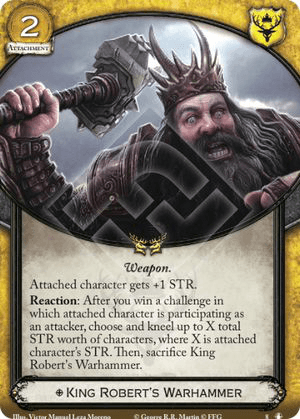 2
ATTACHMENT
Weapon.
Attached character gets +1 STR.
Reaction: After you win a challenge in
which attached character is participating as
an attacker, choose and kneel up to X total
STR worth of characters, where X is attached
character's STR. Then, sacrifice King
Robert's Warhammer.
King Robert's Warhammer
Illus. Victor Manuel Leza Moreno © George R.R. Martin © FFG 8